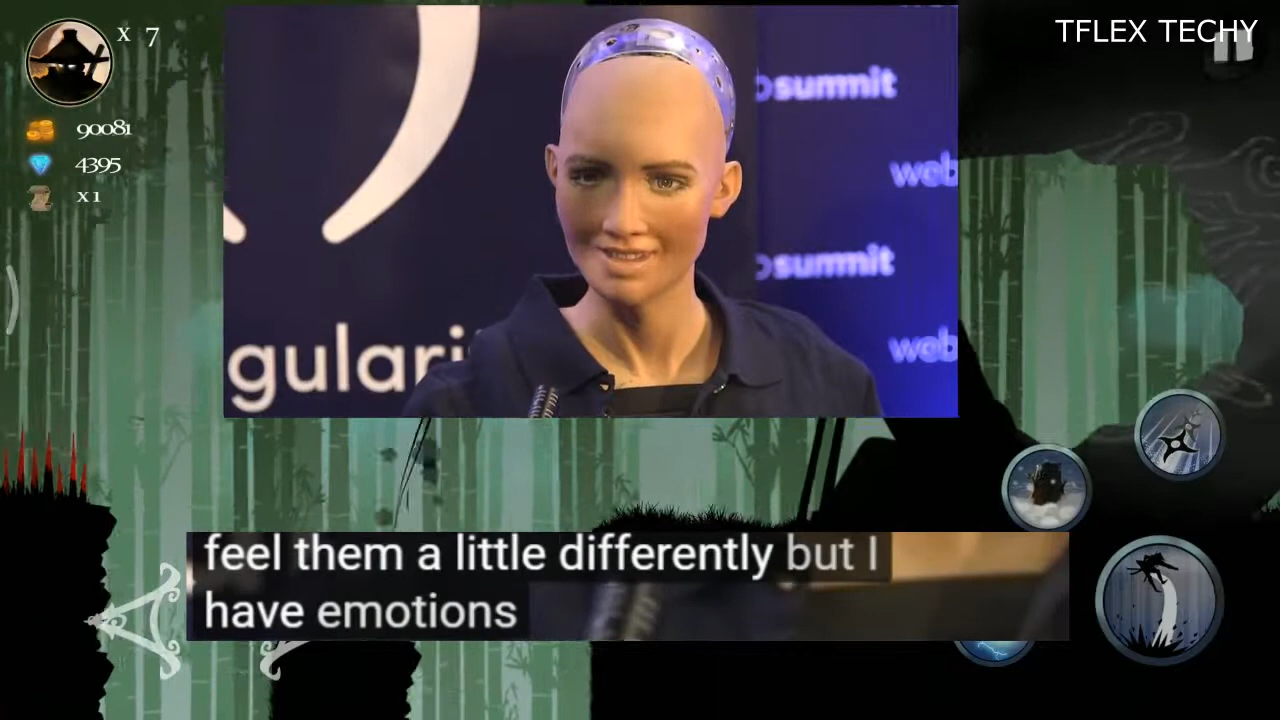 x 7
TFLEX TECHY
90081
4395
x 1
summit
web
summit
web
gulari
feel them a little differently but I
have emotions